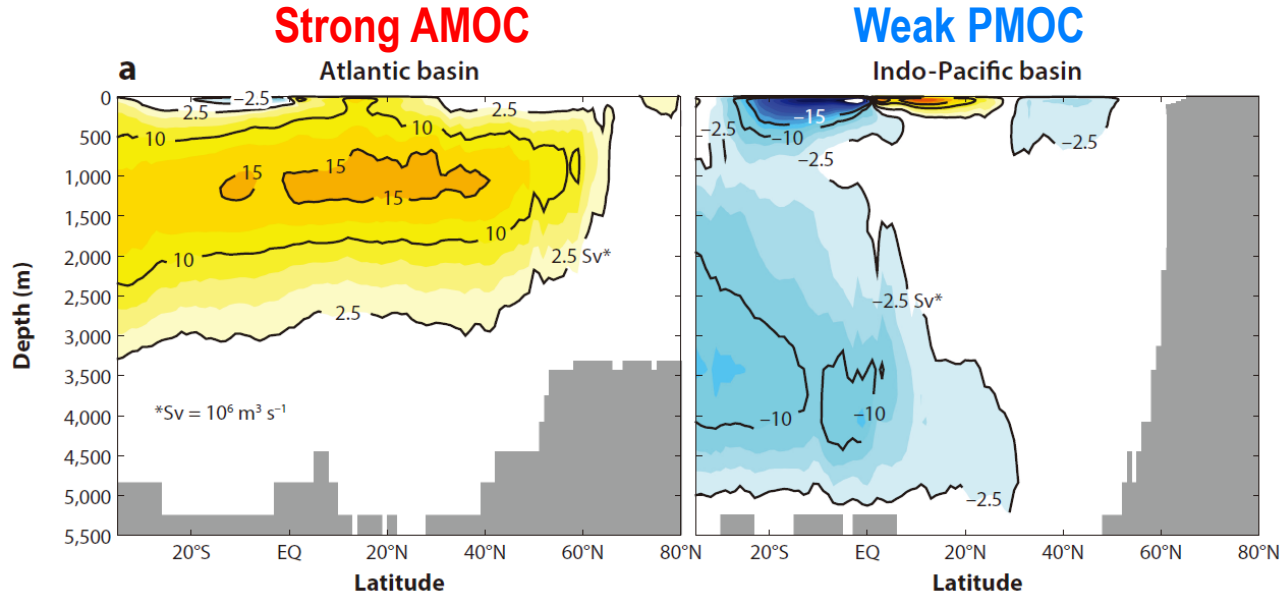 Strong AMOC
Weak PMOC
a
Atlantic basin
Indo-Pacific basin
Depth (m)
0
500
1,000
1,500
2,000
2,500
3,000
3,500
4,000
4,500
5,000
5,500
2.5
−2.5
2.5
10
10
15
15
15
10
10
2.5 Sv*
2.5
*Sv = 10⁶ m³ s⁻¹
20°S
EQ
20°N
40°N
60°N
80°N
Latitude
−2.5
−15
−10
−2.5
−2.5
−2.5 Sv*
−10
−10
−2.5
20°S
EQ
20°N
40°N
60°N
80°N
Latitude